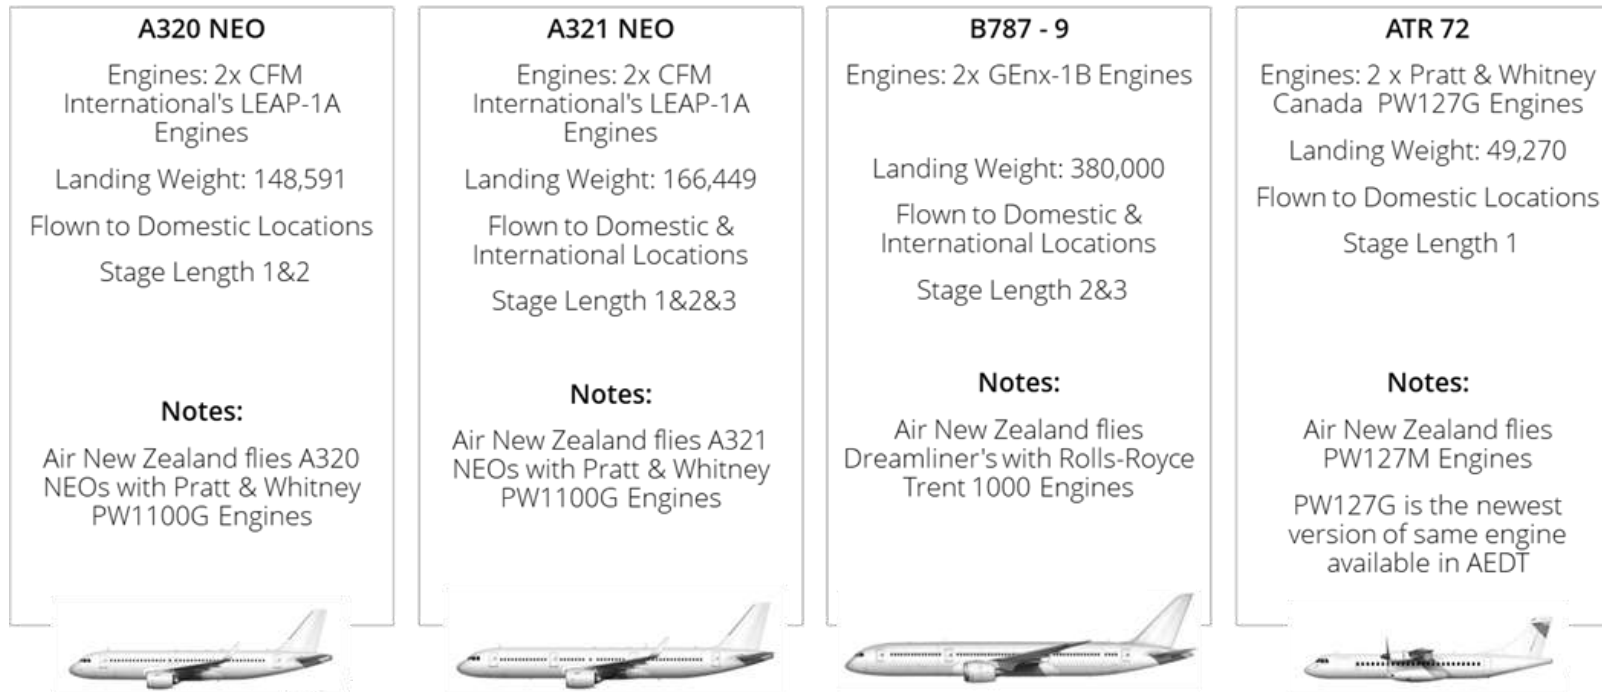 A320 NEO
Engines: 2x CFM
International's LEAP-1A
Engines
Landing Weight: 148,591
Flown to Domestic Locations
Stage Length 1&2
Notes:
Air New Zealand flies A320
NEOs with Pratt & Whitney
PW1100G Engines
A321 NEO
Engines: 2x CFM
International's LEAP-1A
Engines
Landing Weight: 166,449
Flown to Domestic &
International Locations
Stage Length 1&2&3
Notes:
Air New Zealand flies A321
NEOs with Pratt & Whitney
PW1100G Engines
B787 - 9
Engines: 2x GEnx-1B Engines
Landing Weight: 380,000
Flown to Domestic &
International Locations
Stage Length 2&3
Notes:
Air New Zealand flies
Dreamliner's with Rolls-Royce
Trent 1000 Engines
ATR 72
Engines: 2 x Pratt & Whitney
Canada PW127G Engines
Landing Weight: 49,270
Flown to Domestic Locations
Stage Length 1
Notes:
Air New Zealand flies
PW127M Engines
PW127G is the newest
version of same engine
available in AEDT